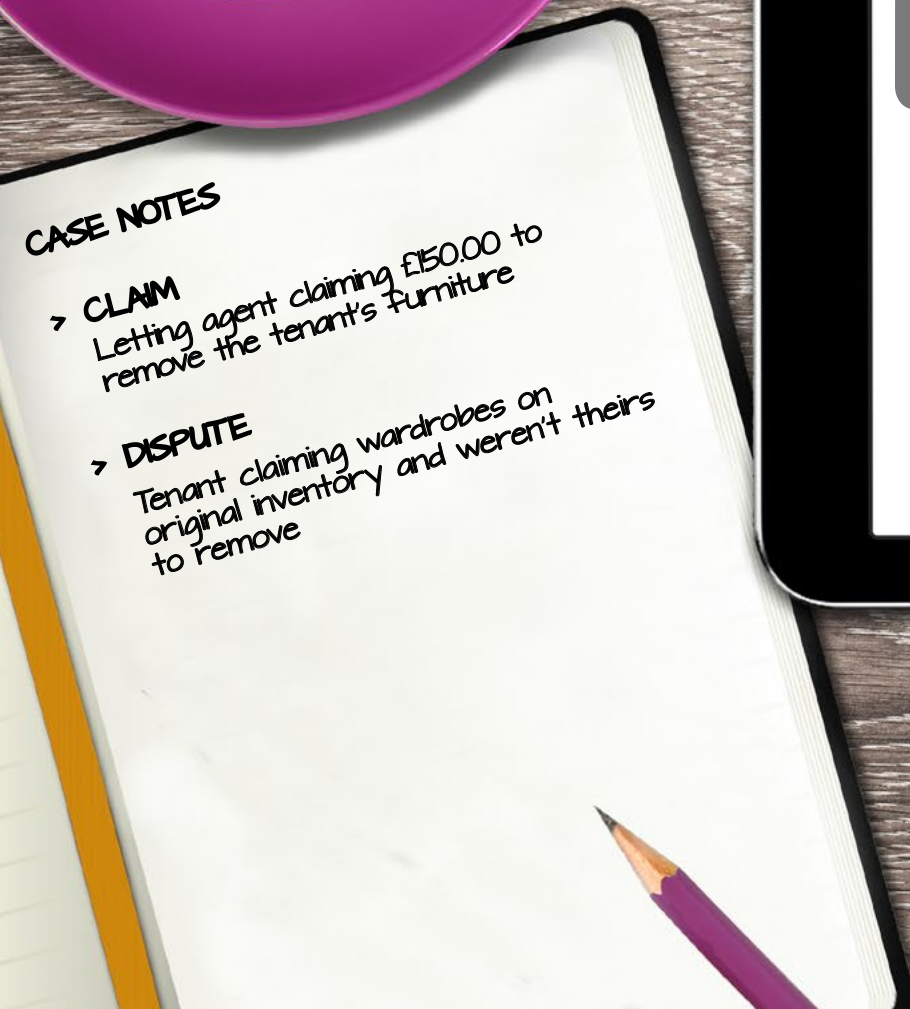 CASE NOTES
> CLAIM
Letting agent claiming £150.00 to
remove the tenant's furniture
> DISPUTE
Tenant claiming wardrobes on
original inventory and weren't theirs
to remove